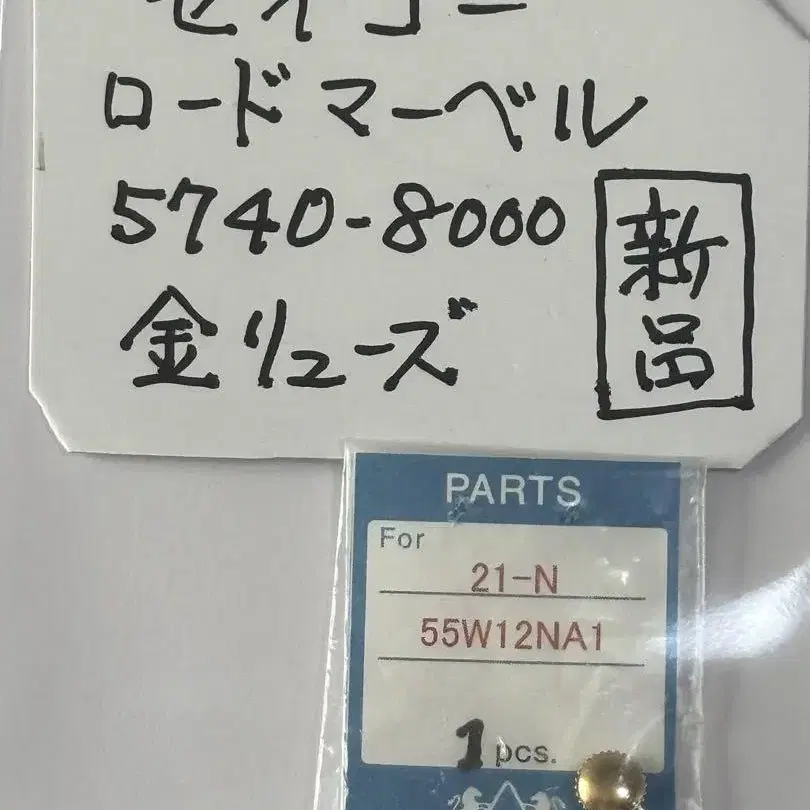 セイコー
ロードマーベル
5740-8000
金リューズ
新品
PARTS
For
21-N
55W12NA1
1 pcs.